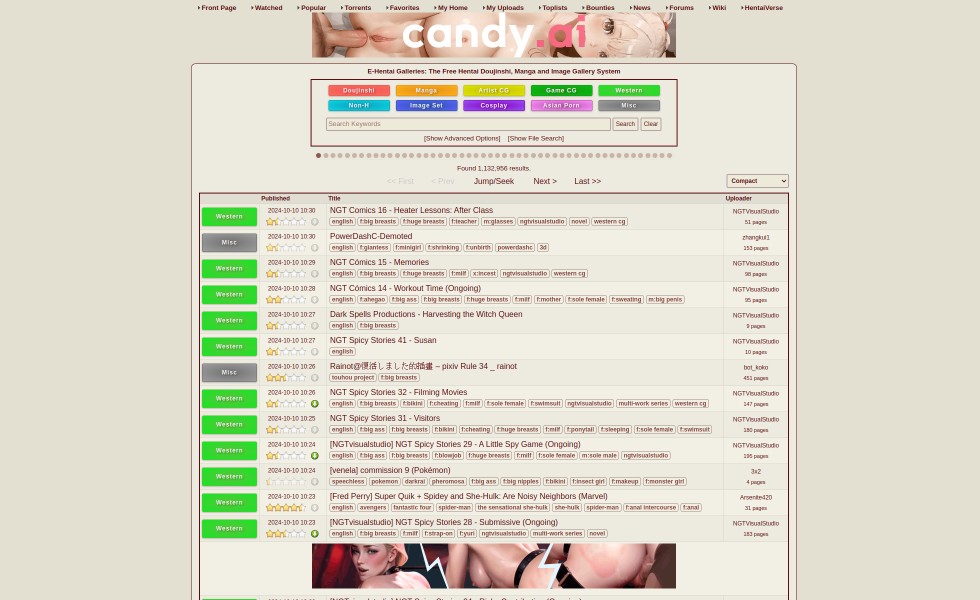 Front Page Watched Popular Torrents Favorites My Home My Uploads Toplists Bounties News Forums Wiki HentaiVerse
candy.ai
E-Hentai Galleries: The Free Hentai Doujinshi, Manga and Image Gallery System
Doujinshi Manga Artist CG Game CG Western
Non-H Image Set Cosplay Asian Porn Misc
Search Keywords Search Clear
[Show Advanced Options] [Show File Search]
Found 1,132,956 results.
<< First < Prev Jump/Seek Next > Last >> Compact
Published Title Uploader
Western 2024-10-10 10:30 NGT Comics 16 - Heater Lessons: After Class NGTVisualStudio
english f:big breasts f:huge breasts f:teacher m:glasses ngtvisualstudio novel western cg 51 pages
Misc 2024-10-10 10:30 PowerDashC-Demoted zhangkui1
english f:giantess f:minigirl f:shrinking f:unbirth powerdashc 3d 153 pages
Western 2024-10-10 10:29 NGT Cómics 15 - Memories NGTVisualStudio
english f:big breasts f:huge breasts f:milf x:incest ngtvisualstudio western cg 98 pages
Western 2024-10-10 10:28 NGT Cómics 14 - Workout Time (Ongoing) NGTVisualStudio
english f:ahegao f:big ass f:big breasts f:huge breasts f:milf f:mother f:sole female f:sweating m:big penis 95 pages
Western 2024-10-10 10:27 Dark Spells Productions - Harvesting the Witch Queen NGTVisualStudio
english f:big breasts 9 pages
Western 2024-10-10 10:27 NGT Spicy Stories 41 - Susan NGTVisualStudio
english 10 pages
Misc 2024-10-10 10:26 Rainot@復活しました的插畫 – pixiv Rule 34 _ rainot bot_koko
touhou project f:big breasts 451 pages
Western 2024-10-10 10:26 NGT Spicy Stories 32 - Filming Movies NGTVisualStudio
english f:big breasts f:bikini f:cheating f:milf f:sole female f:swimsuit ngtvisualstudio multi-work series western cg 147 pages
Western 2024-10-10 10:25 NGT Spicy Stories 31 - Visitors NGTVisualStudio
english f:big ass f:big breasts f:bikini f:cheating f:huge breasts f:milf f:ponytail f:sleeping f:sole female f:swimsuit 180 pages
Western 2024-10-10 10:24 [NGTvisualstudio] NGT Spicy Stories 29 - A Little Spy Game (Ongoing) NGTVisualStudio
english f:big ass f:big breasts f:blowjob f:huge breasts f:milf f:sole female m:sole male ngtvisualstudio 195 pages
Western 2024-10-10 10:24 [venela] commission 9 (Pokémon) 3x2
speechless pokemon darkrai pheromosa f:big ass f:big nipples f:bikini f:insect girl f:makeup f:monster girl 4 pages
Western 2024-10-10 10:23 [Fred Perry] Super Quik + Spidey and She-Hulk: Are Noisy Neighbors (Marvel) Arsenite420
english avengers fantastic four spider-man the sensational she-hulk she-hulk spider-man f:anal intercourse f:anal 31 pages
Western 2024-10-10 10:23 [NGTvisualstudio] NGT Spicy Stories 28 - Submissive (Ongoing) NGTVisualStudio
english f:big breasts f:milf f:strap-on f:yuri ngtvisualstudio multi-work series novel 183 pages